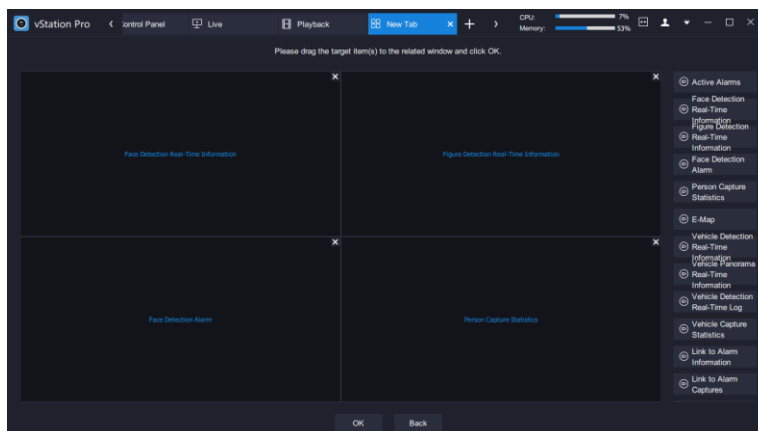 vStation Pro
ontrol Panel
Live
Playback
New Tab
CPU:
7%
Memory:
53%
Please drag the target item(s) to the related window and click OK.
Face Detection Real-Time Information
Figure Detection Real-Time Information
Face Detection Alarm
Person Capture Statistics
Active Alarms
Face Detection
Real-Time
Information
Figure Detection
Real-Time
Information
Face Detection
Alarm
Person Capture
Statistics
E-Map
Vehicle Detection
Real-Time
Information
Vehicle Panorama
Real-Time
Information
Vehicle Detection
Real-Time Log
Vehicle Capture
Statistics
Link to Alarm
Information
Link to Alarm
Captures
OK
Back